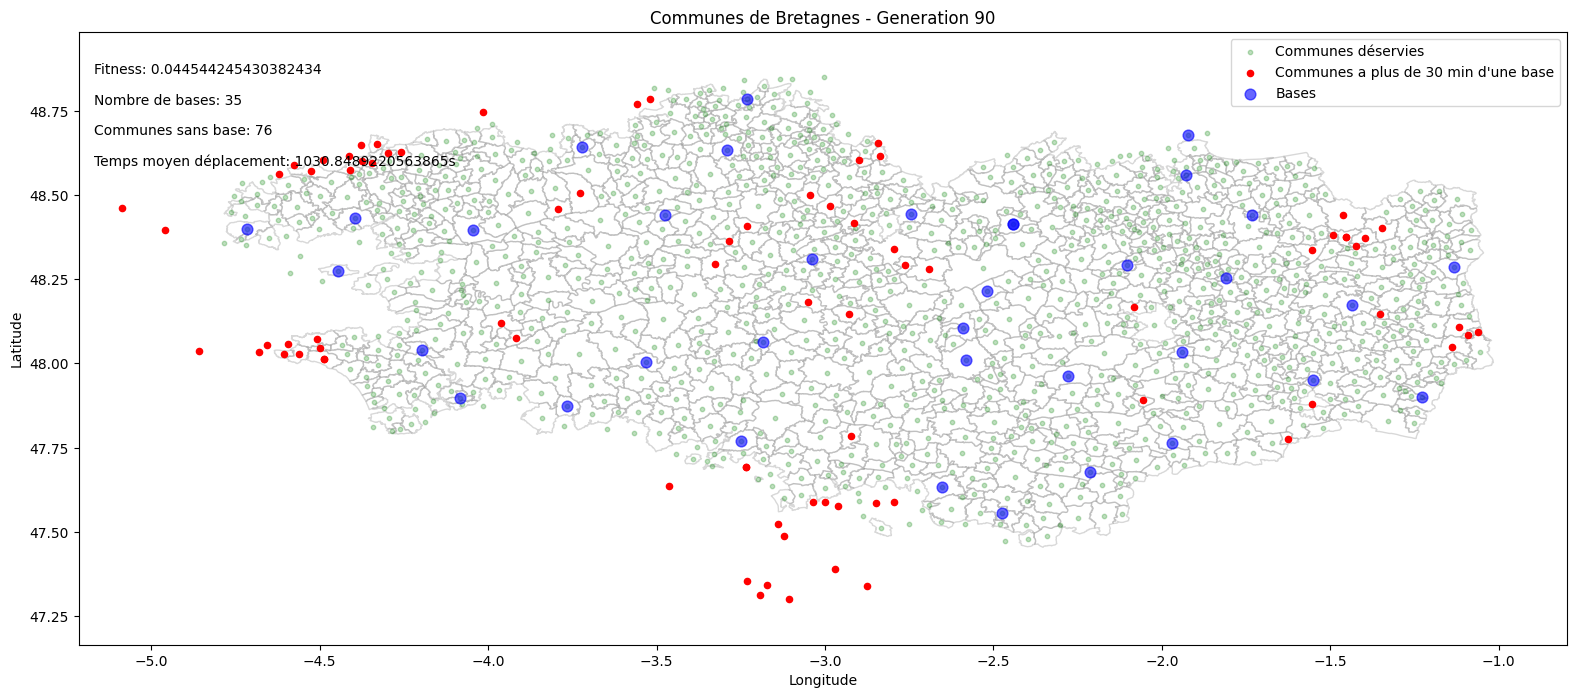 Communes de Bretagnes - Generation 90
Fitness: 0.044544245430382434
Nombre de bases: 35
Communes sans base: 76
Temps moyen déplacement:
Communes déservies
Communes a plus de 30 min d'une base
Bases
Latitude
48.75
48.50
48.25
48.00
47.75
47.50
47.25
−5.0
−4.5
−4.0
−3.5
−3.0
−2.5
−2.0
−1.5
−1.0
Longitude